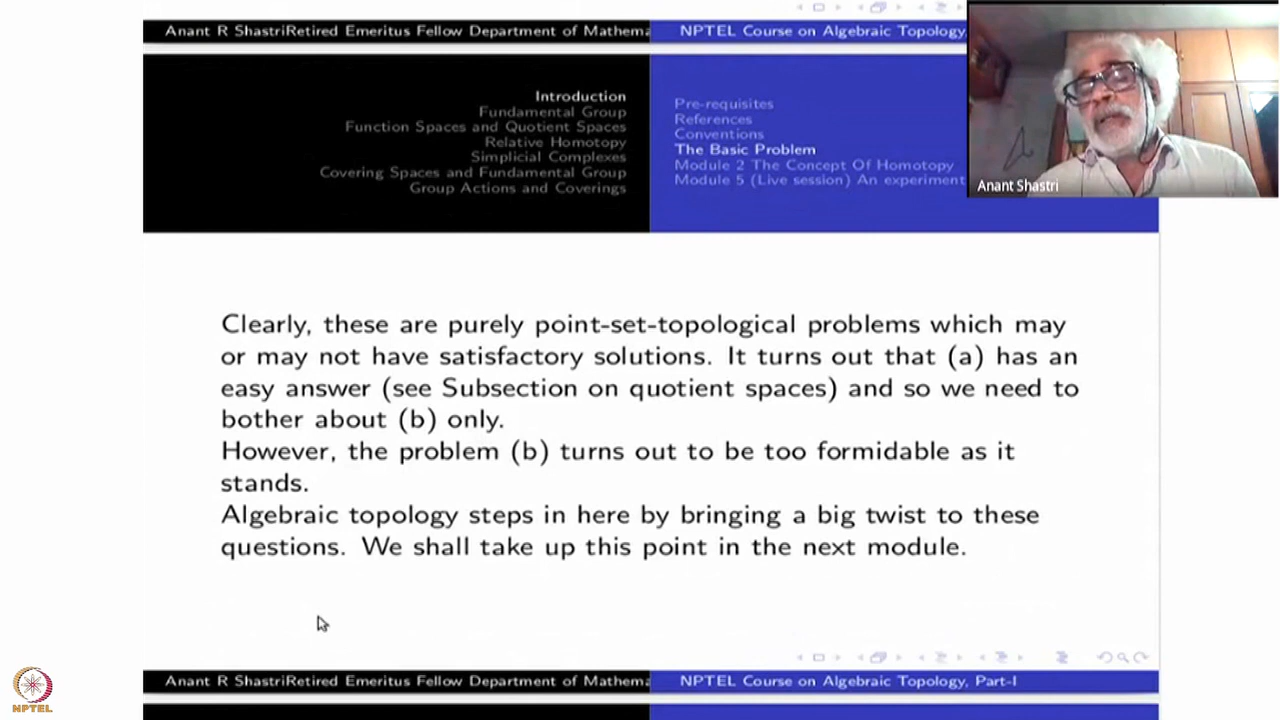 Anant R ShastriRetired Emeritus Fellow Department of Mathema
NPTEL Course on Algebraic Topology,
Introduction
Fundamental Group
Function Spaces and Quotient Spaces
Relative Homotopy
Simplicial Complexes
Covering Spaces and Fundamental Group
Group Actions and Coverings
Pre-requisites
References
Conventions
The Basic Problem
Module 2 The Concept Of Homotopy
Module 5 (Live session) An experiment
Anant Shastri
Clearly, these are purely point-set-topological problems which may
or may not have satisfactory solutions. It turns out that (a) has an
easy answer (see Subsection on quotient spaces) and so we need to
bother about (b) only.
However, the problem (b) turns out to be too formidable as it
stands.
Algebraic topology steps in here by bringing a big twist to these
questions. We shall take up this point in the next module.
Anant R ShastriRetired Emeritus Fellow Department of Mathema
NPTEL Course on Algebraic Topology, Part-I
NPTEL